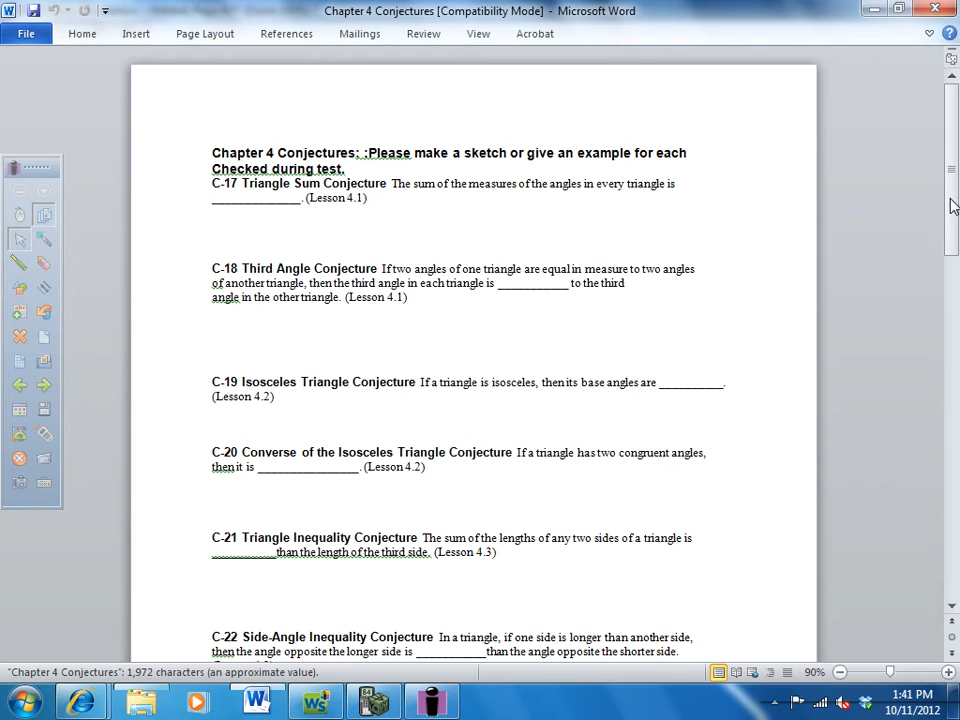 Chapter 4 Conjectures [Compatibility Mode] - Microsoft Word
File Home Insert Page Layout References Mailings Review View Acrobat
Chapter 4 Conjectures: :Please make a sketch or give an example for each
Checked during test.
C-17 Triangle Sum Conjecture The sum of the measures of the angles in every triangle is
______________. (Lesson 4.1)
C-18 Third Angle Conjecture If two angles of one triangle are equal in measure to two angles
of another triangle, then the third angle in each triangle is ___________ to the third
angle in the other triangle. (Lesson 4.1)
C-19 Isosceles Triangle Conjecture If a triangle is isosceles, then its base angles are __________.
(Lesson 4.2)
C-20 Converse of the Isosceles Triangle Conjecture If a triangle has two congruent angles,
then it is ________________. (Lesson 4.2)
C-21 Triangle Inequality Conjecture The sum of the lengths of any two sides of a triangle is
__________than the length of the third side. (Lesson 4.3)
C-22 Side-Angle Inequality Conjecture In a triangle, if one side is longer than another side,
then the angle opposite the longer side is ___________than the angle opposite the shorter side.
"Chapter 4 Conjectures": 1,972 characters (an approximate value).
90%
1:41 PM
10/11/2012